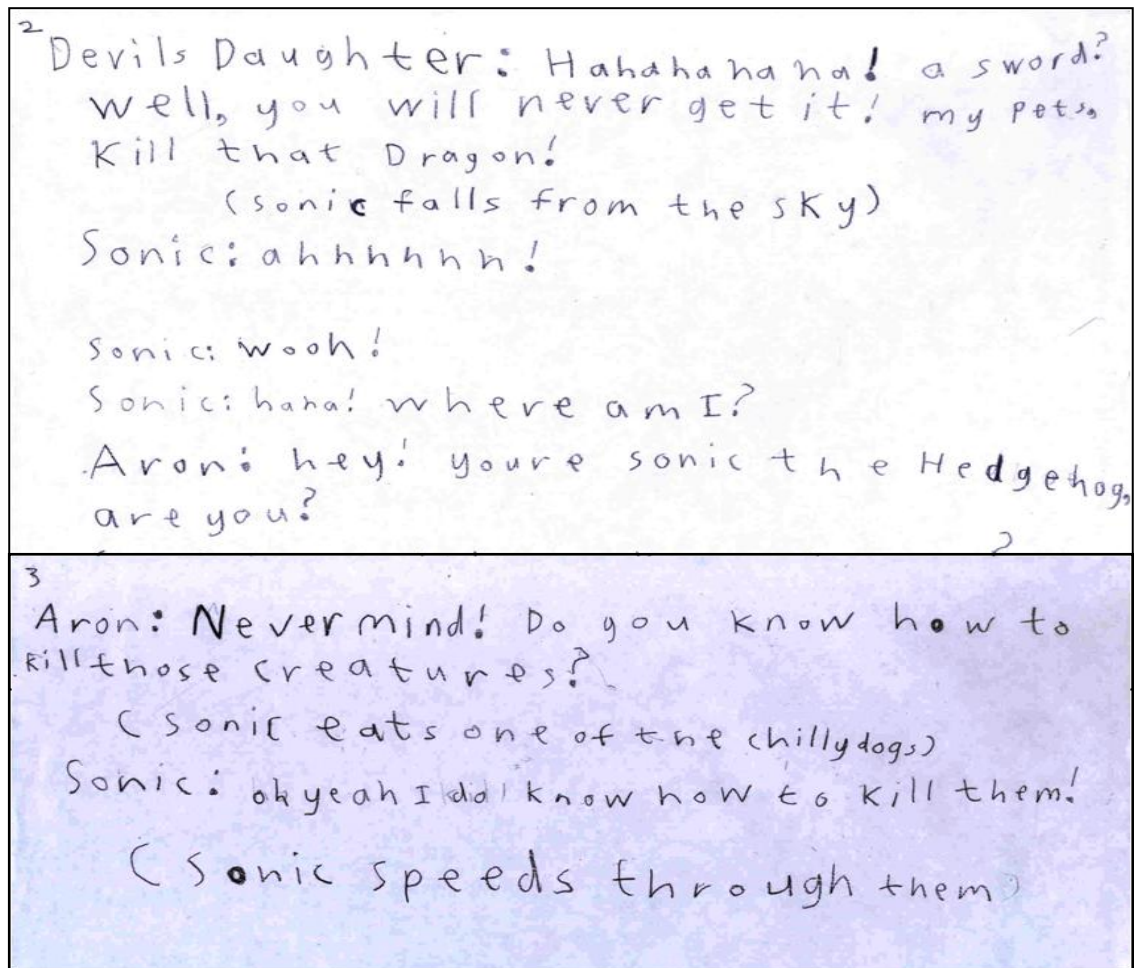 2
Devils Daughter: Hahahahaha! a sword?
well, you will never get it! my pets,
Kill that Dragon!
(sonic falls from the sky)
Sonic: ahhhhhh!
sonic: wooh!
Sonic: haha! where am I?
Aron: hey! youre sonic the Hedgehog,
are you?
3
Aron: Nevermind! Do you know how to
kill those creatures?
(sonic eats one of the chillydogs)
Sonic: oh yeah I do! know how to kill them!
(sonic speeds through them)